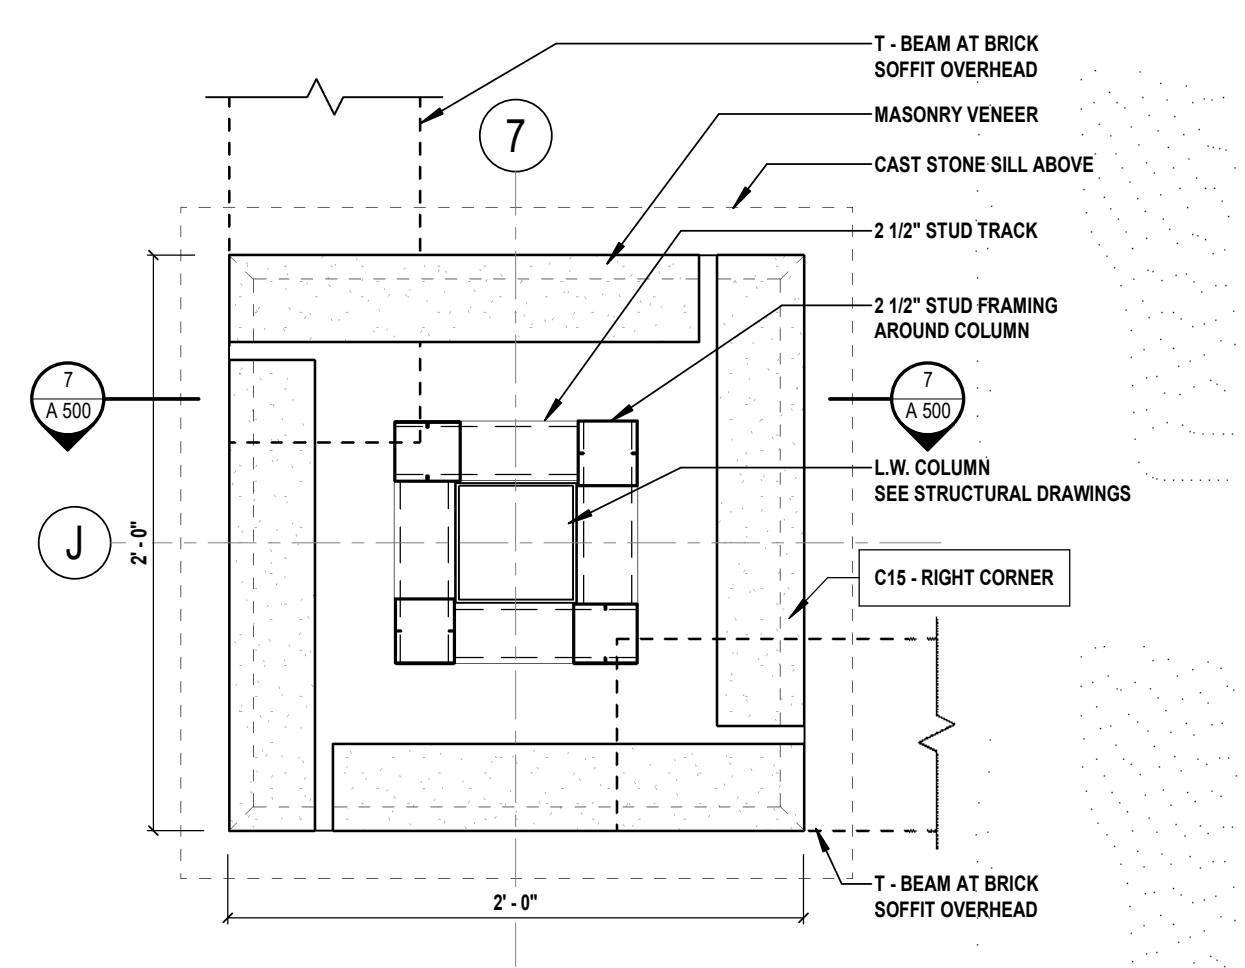 T - BEAM AT BRICK
SOFFIT OVERHEAD
7
MASONRY VENEER
CAST STONE SILL ABOVE
2 1/2" STUD TRACK
2 1/2" STUD FRAMING
AROUND COLUMN
7
A 500
7
A 500
L.W. COLUMN
SEE STRUCTURAL DRAWINGS
J
2' - 0"
C15 - RIGHT CORNER
T - BEAM AT BRICK
SOFFIT OVERHEAD
2' - 0"